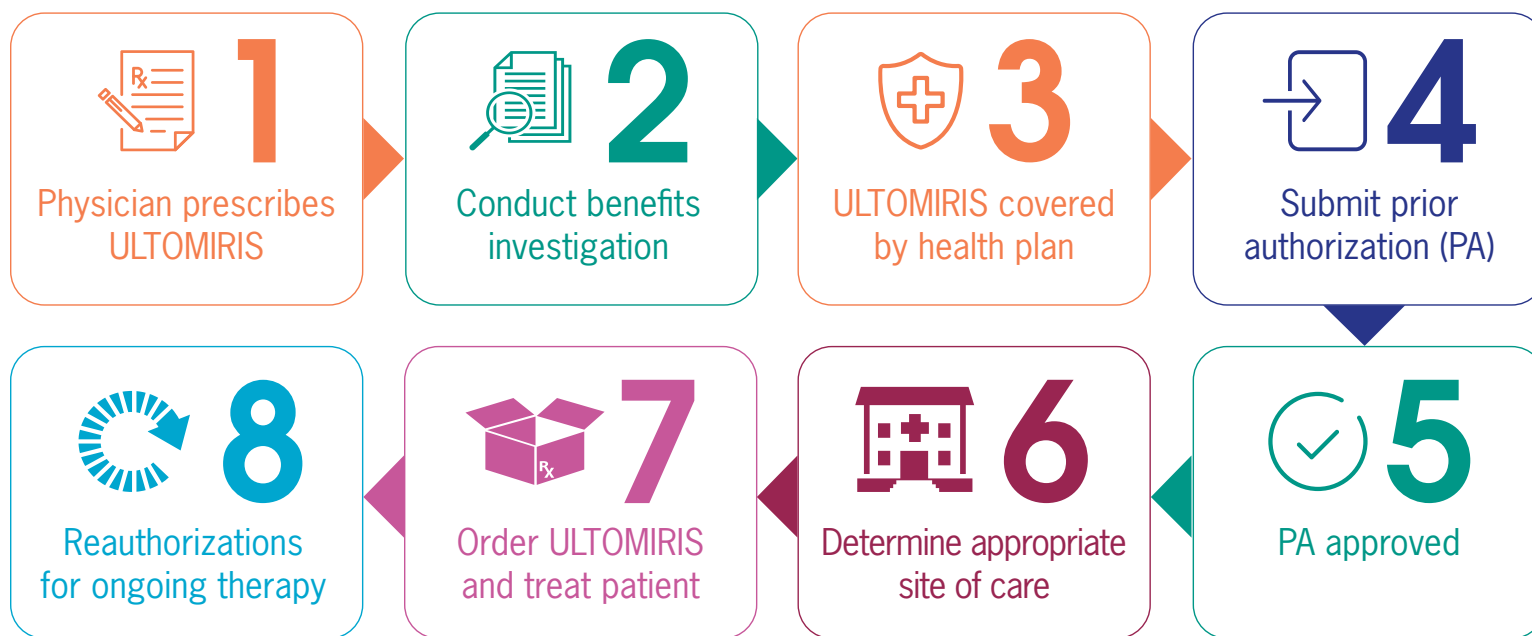 Rx
1
Physician prescribes
ULTOMIRIS
2
Conduct benefits
investigation
3
ULTOMIRIS covered
by health plan
4
Submit prior
authorization (PA)
5
PA approved
6
Determine appropriate
site of care
Rx
7
Order ULTOMIRIS
and treat patient
8
Reauthorizations
for ongoing therapy